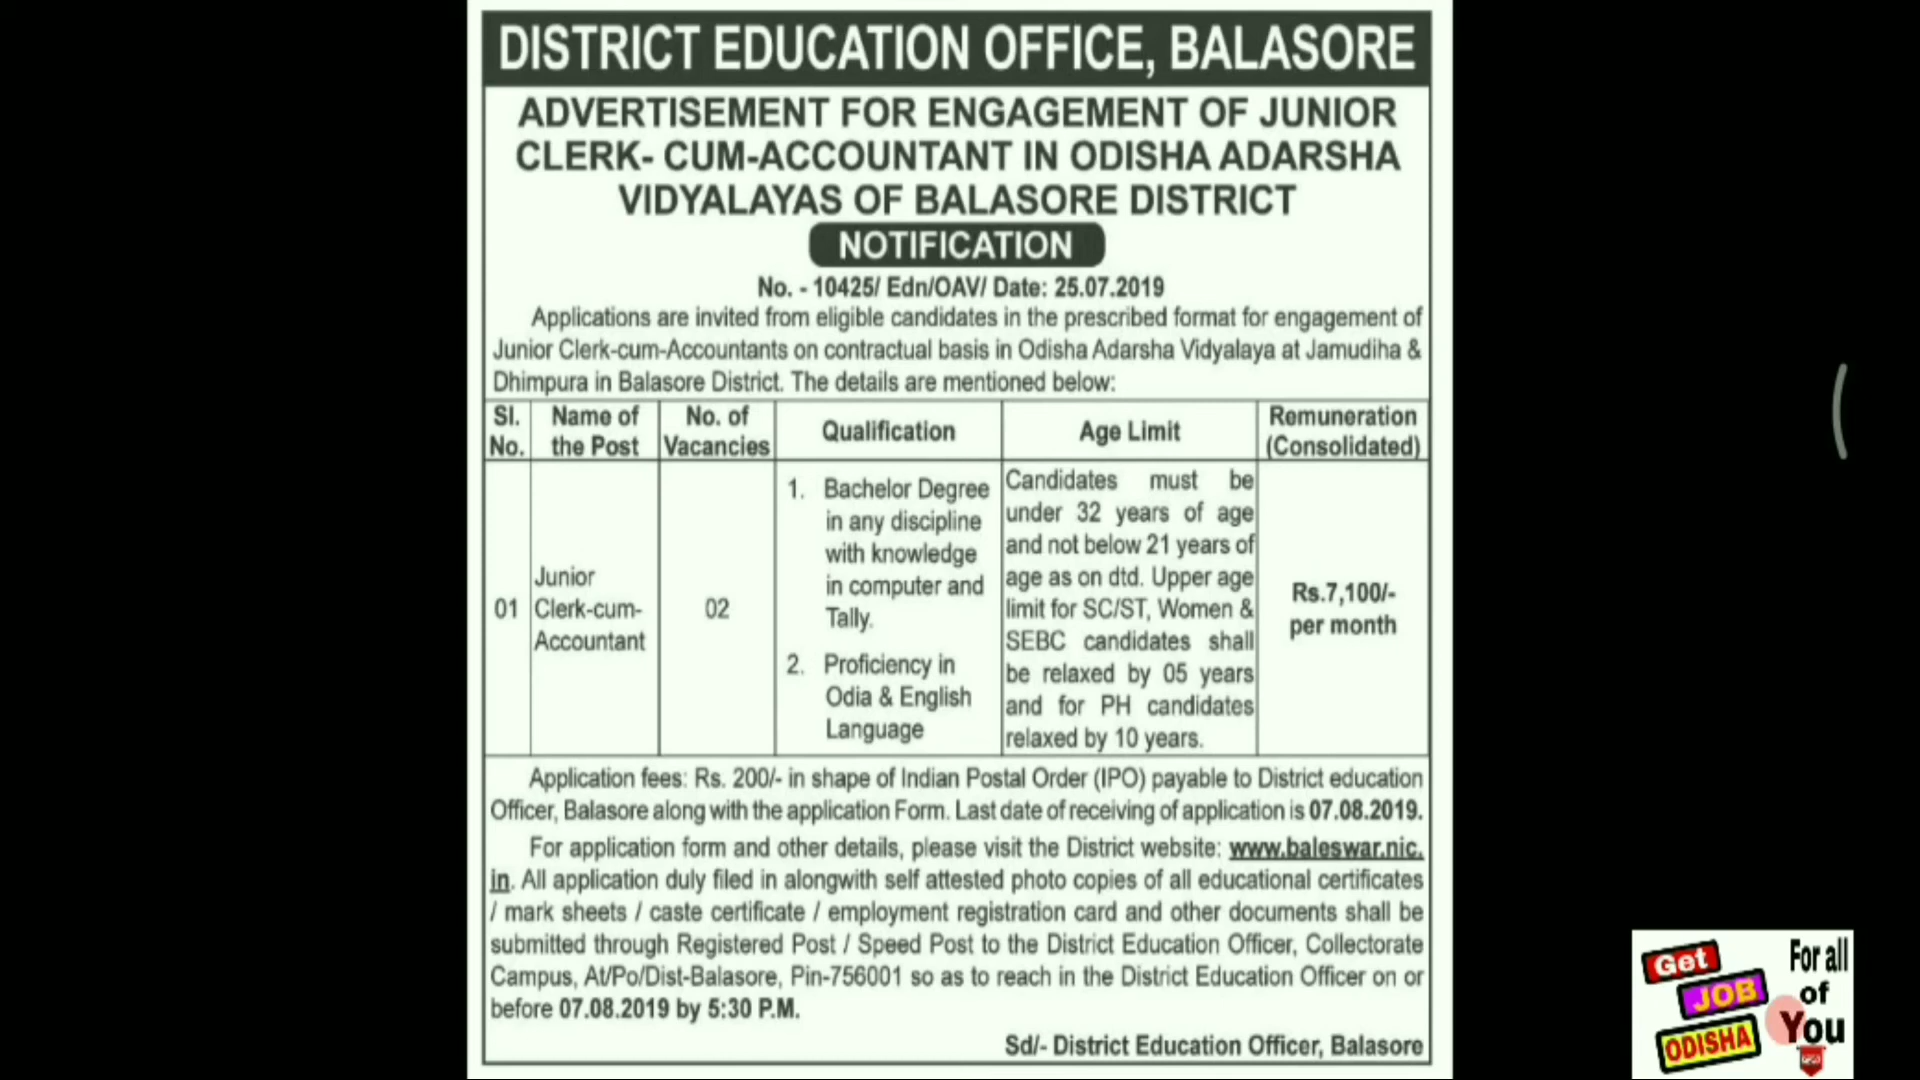 DISTRICT EDUCATION OFFICE, BALASORE
ADVERTISEMENT FOR ENGAGEMENT OF JUNIOR
CLERK- CUM-ACCOUNTANT IN ODISHA ADARSHA
VIDYALAYAS OF BALASORE DISTRICT
NOTIFICATION
No. - 10425/ Edn/OAV/ Date: 25.07.2019
Applications are invited from eligible candidates in the prescribed format for engagement of
Junior Clerk-cum-Accountants on contractual basis in Odisha Adarsha Vidyalaya at Jamudiha &
Dhimpura in Balasore District. The details are mentioned below:
Sl. No.
Name of the Post
No. of Vacancies
Qualification
Age Limit
Remuneration (Consolidated)
01
Junior
Clerk-cum-
Accountant
02
1. Bachelor Degree
in any discipline
with knowledge
in computer and
Tally.
2. Proficiency in
Odia & English
Language
Candidates must be
under 32 years of age
and not below 21 years of
age as on dtd. Upper age
limit for SC/ST, Women &
SEBC candidates shall
be relaxed by 05 years
and for PH candidates
relaxed by 10 years.
Rs.7,100/-
per month
Application fees: Rs. 200/- in shape of Indian Postal Order (IPO) payable to District education
Officer, Balasore along with the application Form. Last date of receiving of application is 07.08.2019.
For application form and other details, please visit the District website: www.baleswar.nic.
in. All application duly filed in alongwith self attested photo copies of all educational certificates
/ mark sheets / caste certificate / employment registration card and other documents shall be
submitted through Registered Post / Speed Post to the District Education Officer, Collectorate
Campus, At/Po/Dist-Balasore, Pin-756001 so as to reach in the District Education Officer on or
before 07.08.2019 by 5:30 P.M.
Sd/- District Education Officer, Balasore
Get
JOB
ODISHA
For all
of
You